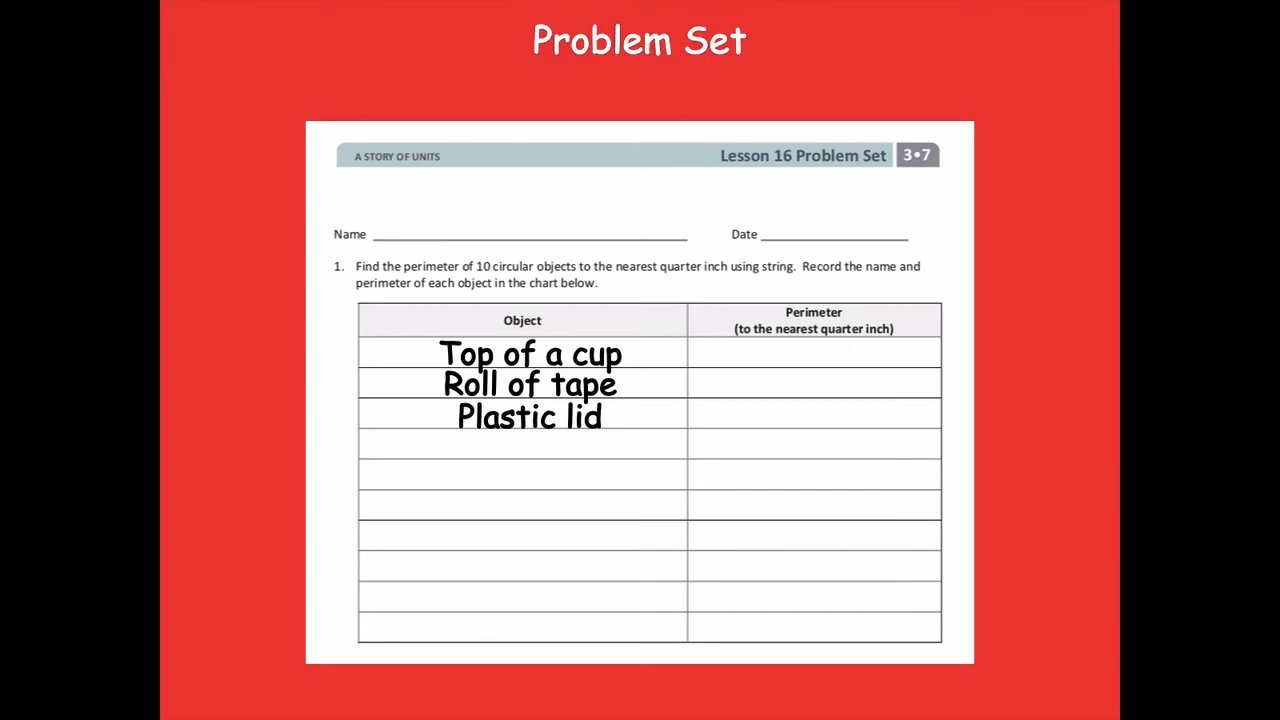 Problem Set
A STORY OF UNITS
Lesson 16 Problem Set 3•7
Name
Date
1. Find the perimeter of 10 circular objects to the nearest quarter inch using string. Record the name and
perimeter of each object in the chart below.
Object
Perimeter
(to the nearest quarter inch)
Top of a cup
Roll of tape
Plastic lid